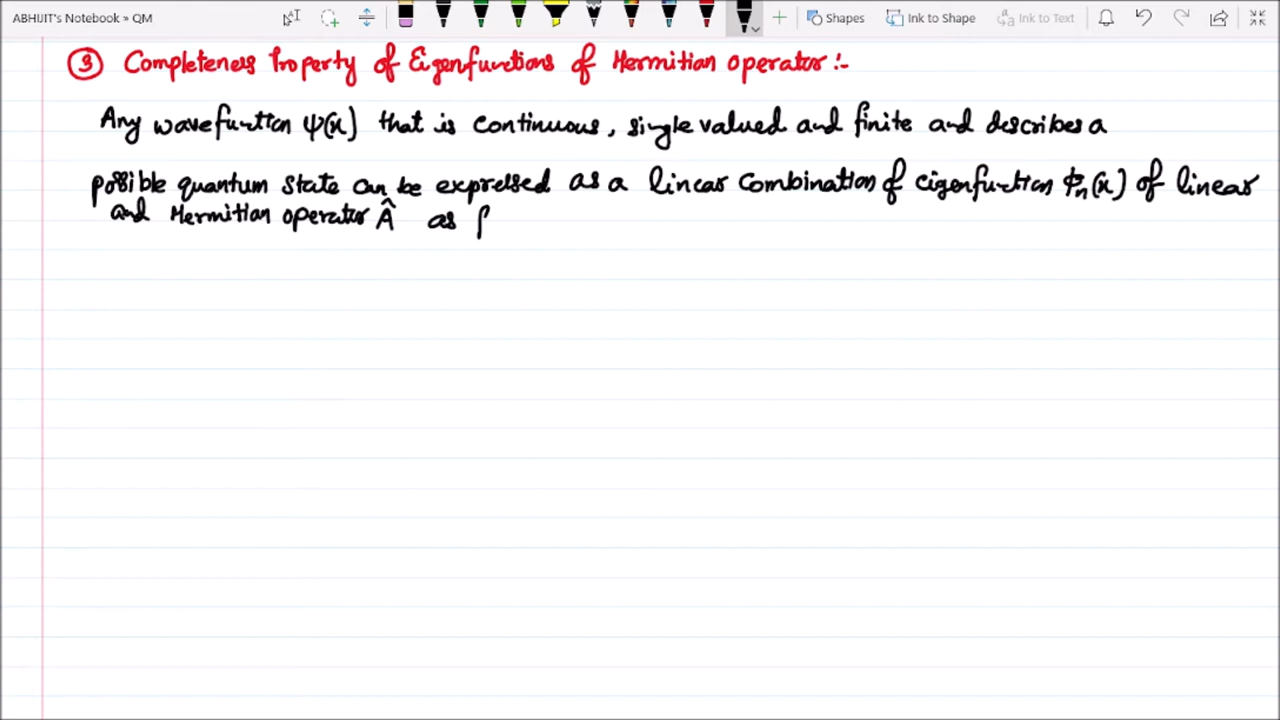 ABHIJIT's Notebook » QM
Shapes
Ink to Shape
Ink to Text
③ Completeness Property of Eigenfunctions of Hermitian operator :-
Any wavefunction ψ(x) that is continuous, single valued and finite and describes a
possible quantum state can be expressed as a linear combination of eigenfunction Φn(x) of linear
and Hermitian operator Â as